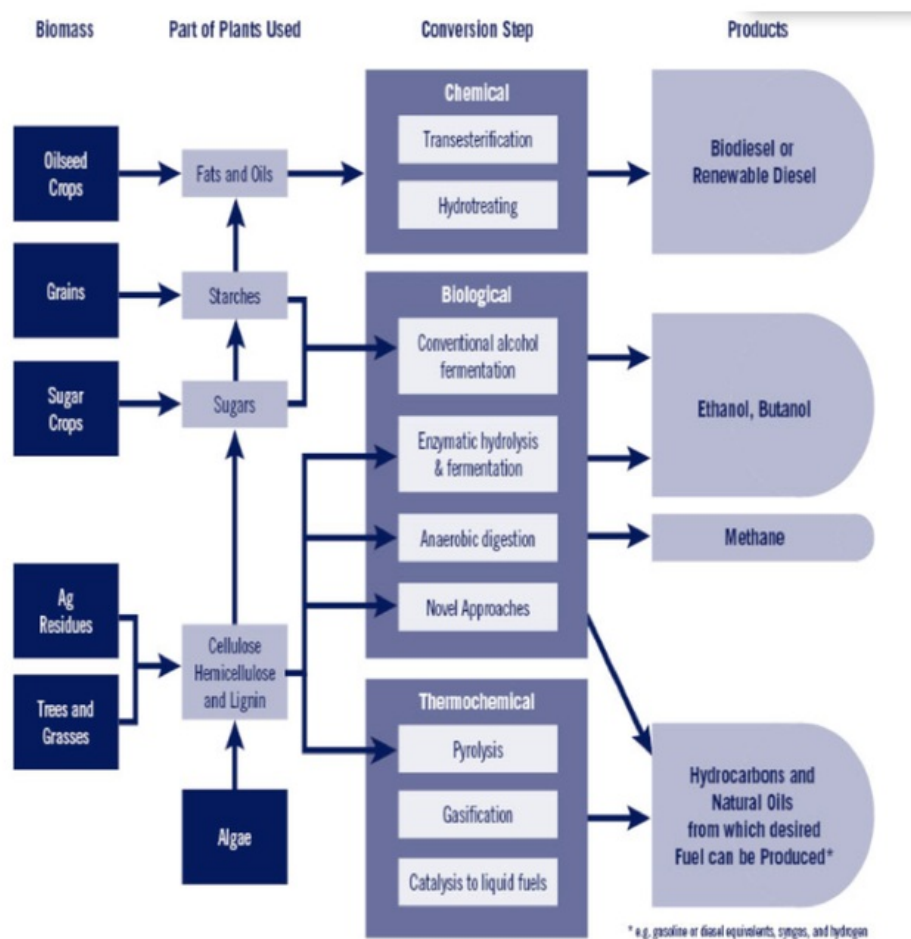 Biomass
Part of Plants Used
Conversion Step
Products
Oilseed
Crops
Fats and Oils
Chemical
Transesterification
Hydrotreating
Biodiesel or
Renewable Diesel
Grains
Starches
Sugar
Crops
Sugars
Biological
Conventional alcohol
fermentation
Enzymatic hydrolysis
& fermentation
Anaerobic digestion
Novel Approaches
Ethanol, Butanol
Methane
Ag
Residues
Trees and
Grasses
Cellulose
Hemicellulose
and Lignin
Algae
Thermochemical
Pyrolysis
Gasification
Catalysis to liquid fuels
Hydrocarbons and
Natural Oils
from which desired
Fuel can be Produced*
* e.g. gasoline or diesel equivalents, syngas, and hydrogen